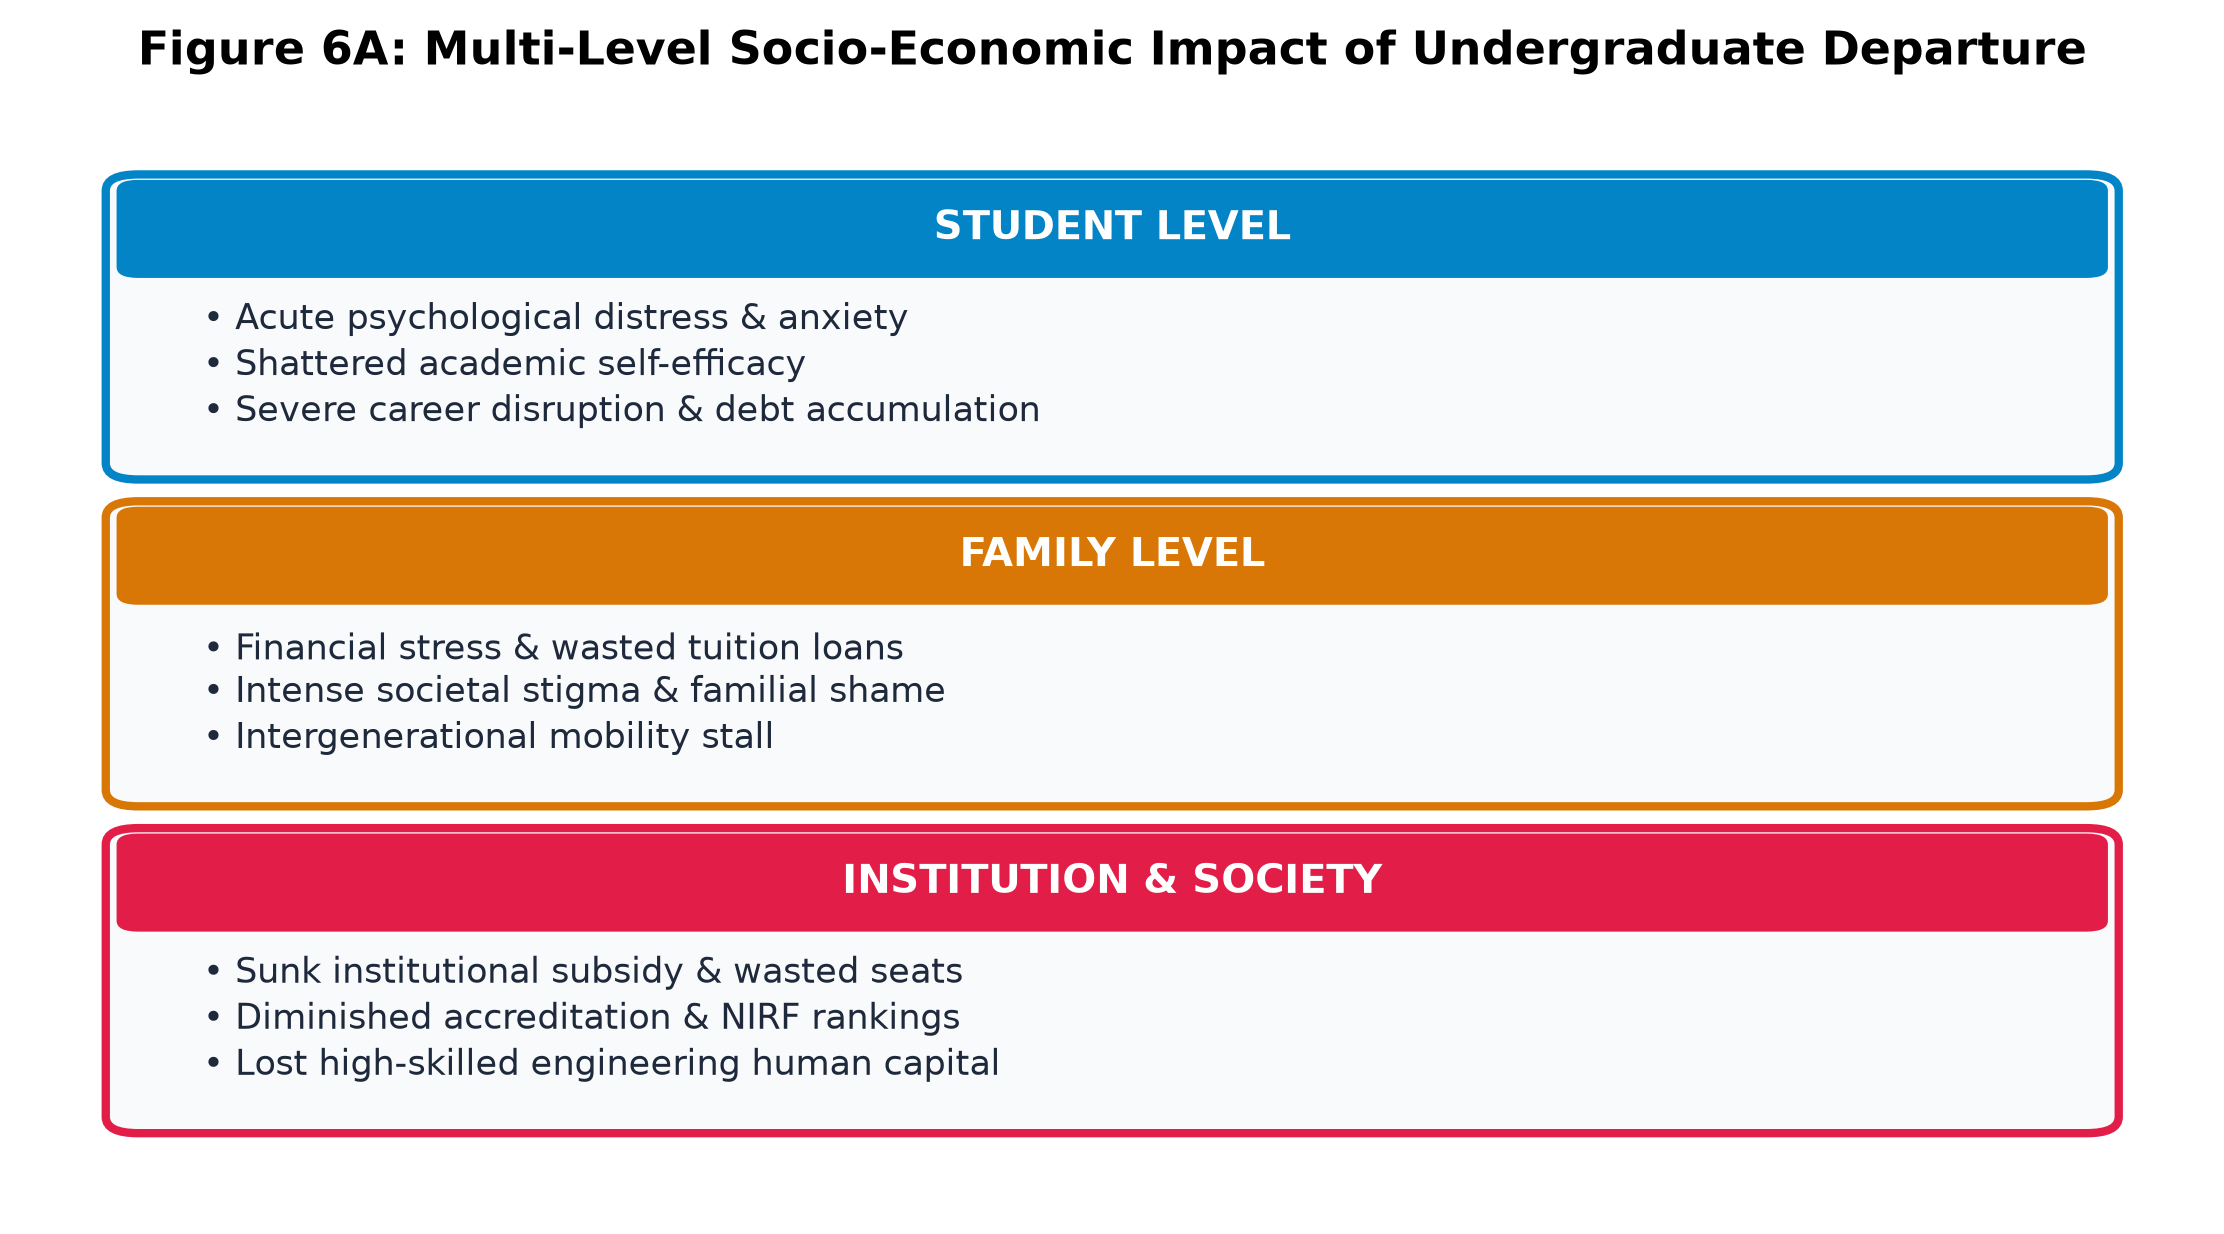 Figure 6A: Multi-Level Socio-Economic Impact of Undergraduate Departure
STUDENT LEVEL
• Acute psychological distress & anxiety
• Shattered academic self-efficacy
• Severe career disruption & debt accumulation
FAMILY LEVEL
• Financial stress & wasted tuition loans
• Intense societal stigma & familial shame
• Intergenerational mobility stall
INSTITUTION & SOCIETY
• Sunk institutional subsidy & wasted seats
• Diminished accreditation & NIRF rankings
• Lost high-skilled engineering human capital